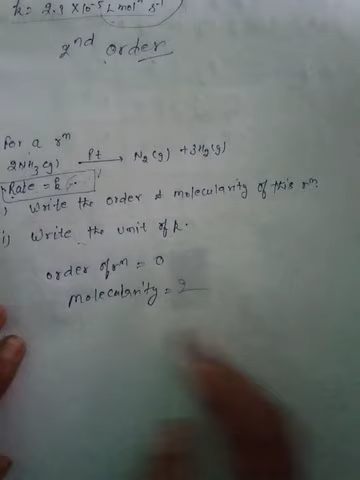 k = 2.3 × 10⁻⁵ L mol⁻¹ s⁻¹
2nd order
For a rⁿ
2NH3(g) Pt → N2(g) + 3H2(g)
Rate = k
i) Write the order & molecularity of this rⁿ
ii) Write the unit of k.
order of rⁿ = 0
Molecularity = 2